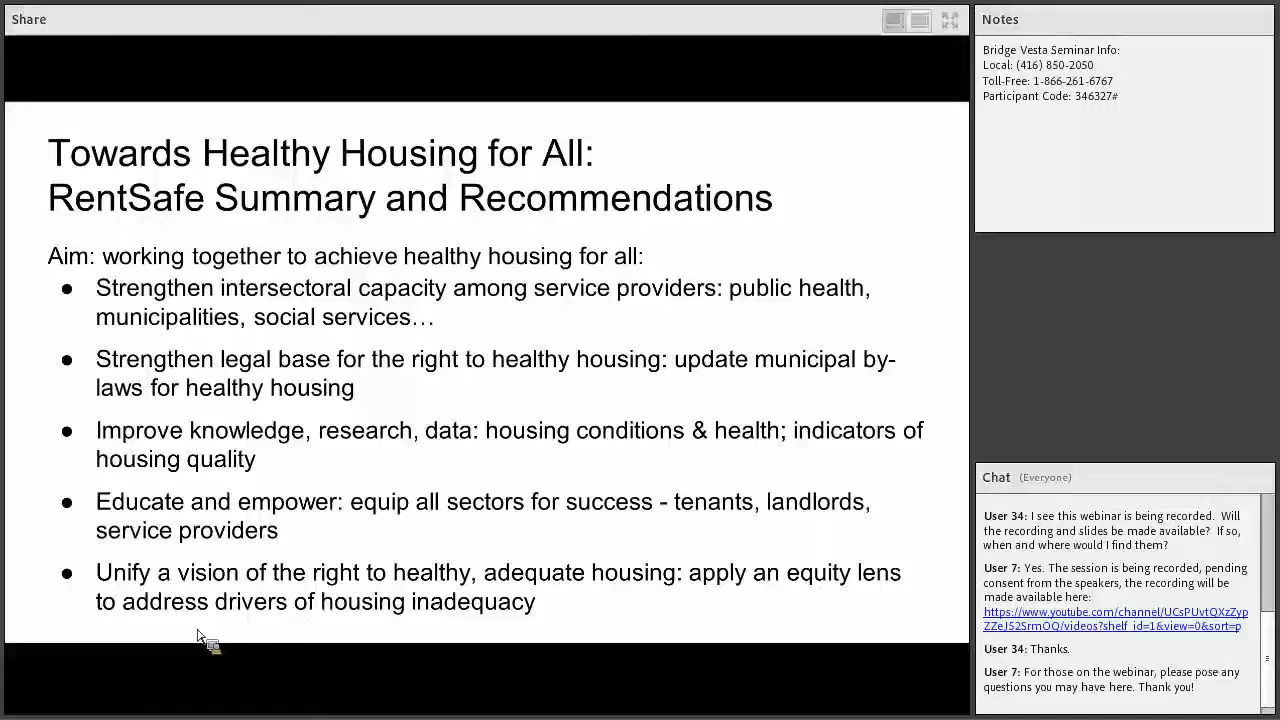 Share
Towards Healthy Housing for All:
RentSafe Summary and Recommendations
Aim: working together to achieve healthy housing for all:
● Strengthen intersectoral capacity among service providers: public health,
municipalities, social services…
● Strengthen legal base for the right to healthy housing: update municipal by-
laws for healthy housing
● Improve knowledge, research, data: housing conditions & health; indicators of
housing quality
● Educate and empower: equip all sectors for success - tenants, landlords,
service providers
● Unify a vision of the right to healthy, adequate housing: apply an equity lens
to address drivers of housing inadequacy
Notes
Bridge Vesta Seminar Info:
Local: (416) 850-2050
Toll-Free: 1-866-261-6767
Participant Code: 346327#
Chat (Everyone)
User 34: I see this webinar is being recorded. Will
the recording and slides be made available? If so,
when and where would I find them?
User 7: Yes. The session is being recorded, pending
consent from the speakers, the recording will be
made available here:
https://www.youtube.com/channel/UCsPUvtQXzZyp
ZZeJ52SrmOQ/videos?shelf_id=1&view=0&sort=p
User 34: Thanks.
User 7: For those on the webinar, please pose any
questions you may have here. Thank you!